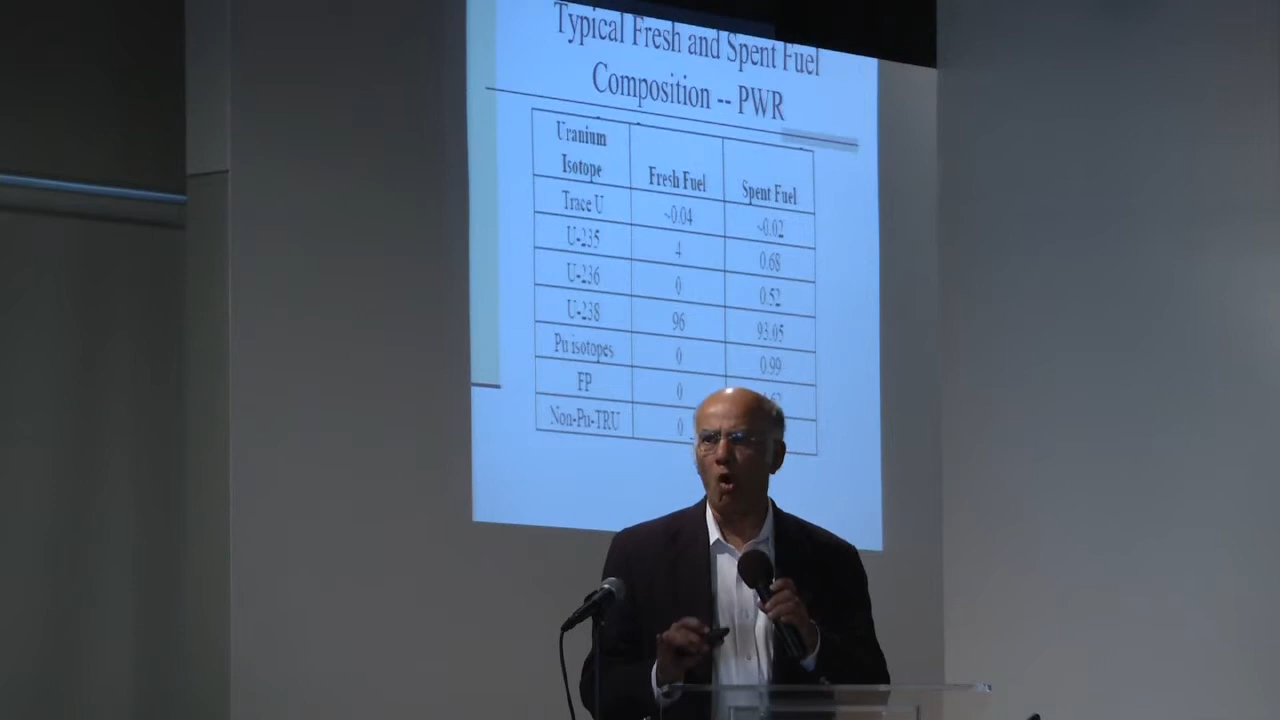 Typical Fresh and Spent Fuel
Composition -- PWR
Uranium Isotope Fresh Fuel Spent Fuel
Trace U ~0.04 ~0.02
U-235 4 0.68
U-236 0 0.52
U-238 96 93.05
Pu isotopes 0 0.99
FP 0
Non-Pu-TRU 0